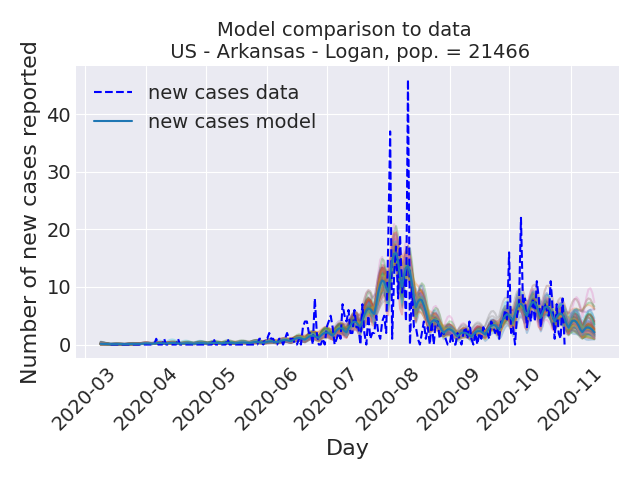 Model comparison to data
US - Arkansas - Logan, pop. = 21466
Number of new cases reported
40
30
20
10
0
new cases data
new cases model
2020-03
2020-04
2020-05
2020-06
2020-07
2020-08
2020-09
2020-10
2020-11
Day